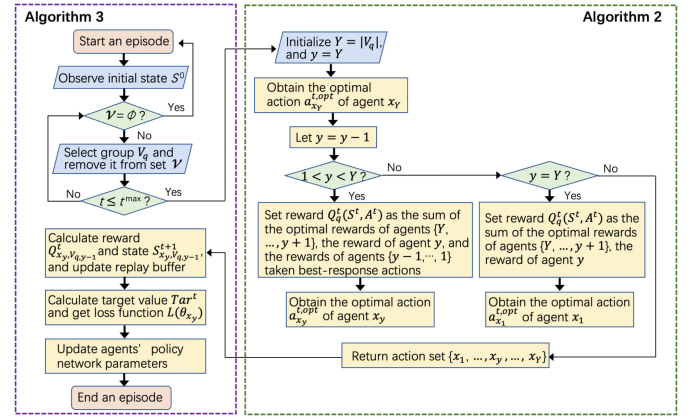 Algorithm 3
Start an episode
Observe initial state S⁰
𝒱 = ϕ ?
Yes
No
Select group V_q and
remove it from set 𝒱
No
t ≤ t^max ?
Yes
Calculate reward
Q^t_{x_y,V_{q,y−1}} and state S^{t+1}_{x_y,V_{q,y−1}},
and update replay buffer
Calculate target value Tar^t
and get loss function L(θ_{x_y})
Update agents' policy
network parameters
End an episode
Algorithm 2
Initialize Y = |V_q|,
and y = Y
Obtain the optimal
action a^{t,opt}_{x_Y} of agent x_Y
Let y = y − 1
1 < y < Y ?
No
y = Y ?
No
Yes
Yes
Set reward Q^t_q(S^t, A^t) as the sum
of the optimal rewards of agents {Y,
…, y + 1}, the reward of agent y, and
the rewards of agents {y − 1, ⋯, 1}
taken best-response actions
Set reward Q^t_q(S^t, A^t) as
the sum of the optimal rewards
of agents {Y, …, y + 1}, the
reward of agent y
Obtain the optimal action
a^{t,opt}_{x_y} of agent x_y
Obtain the optimal action
a^{t,opt}_{x_1} of agent x_1
Return action set {x_1, …, x_y, …, x_Y}